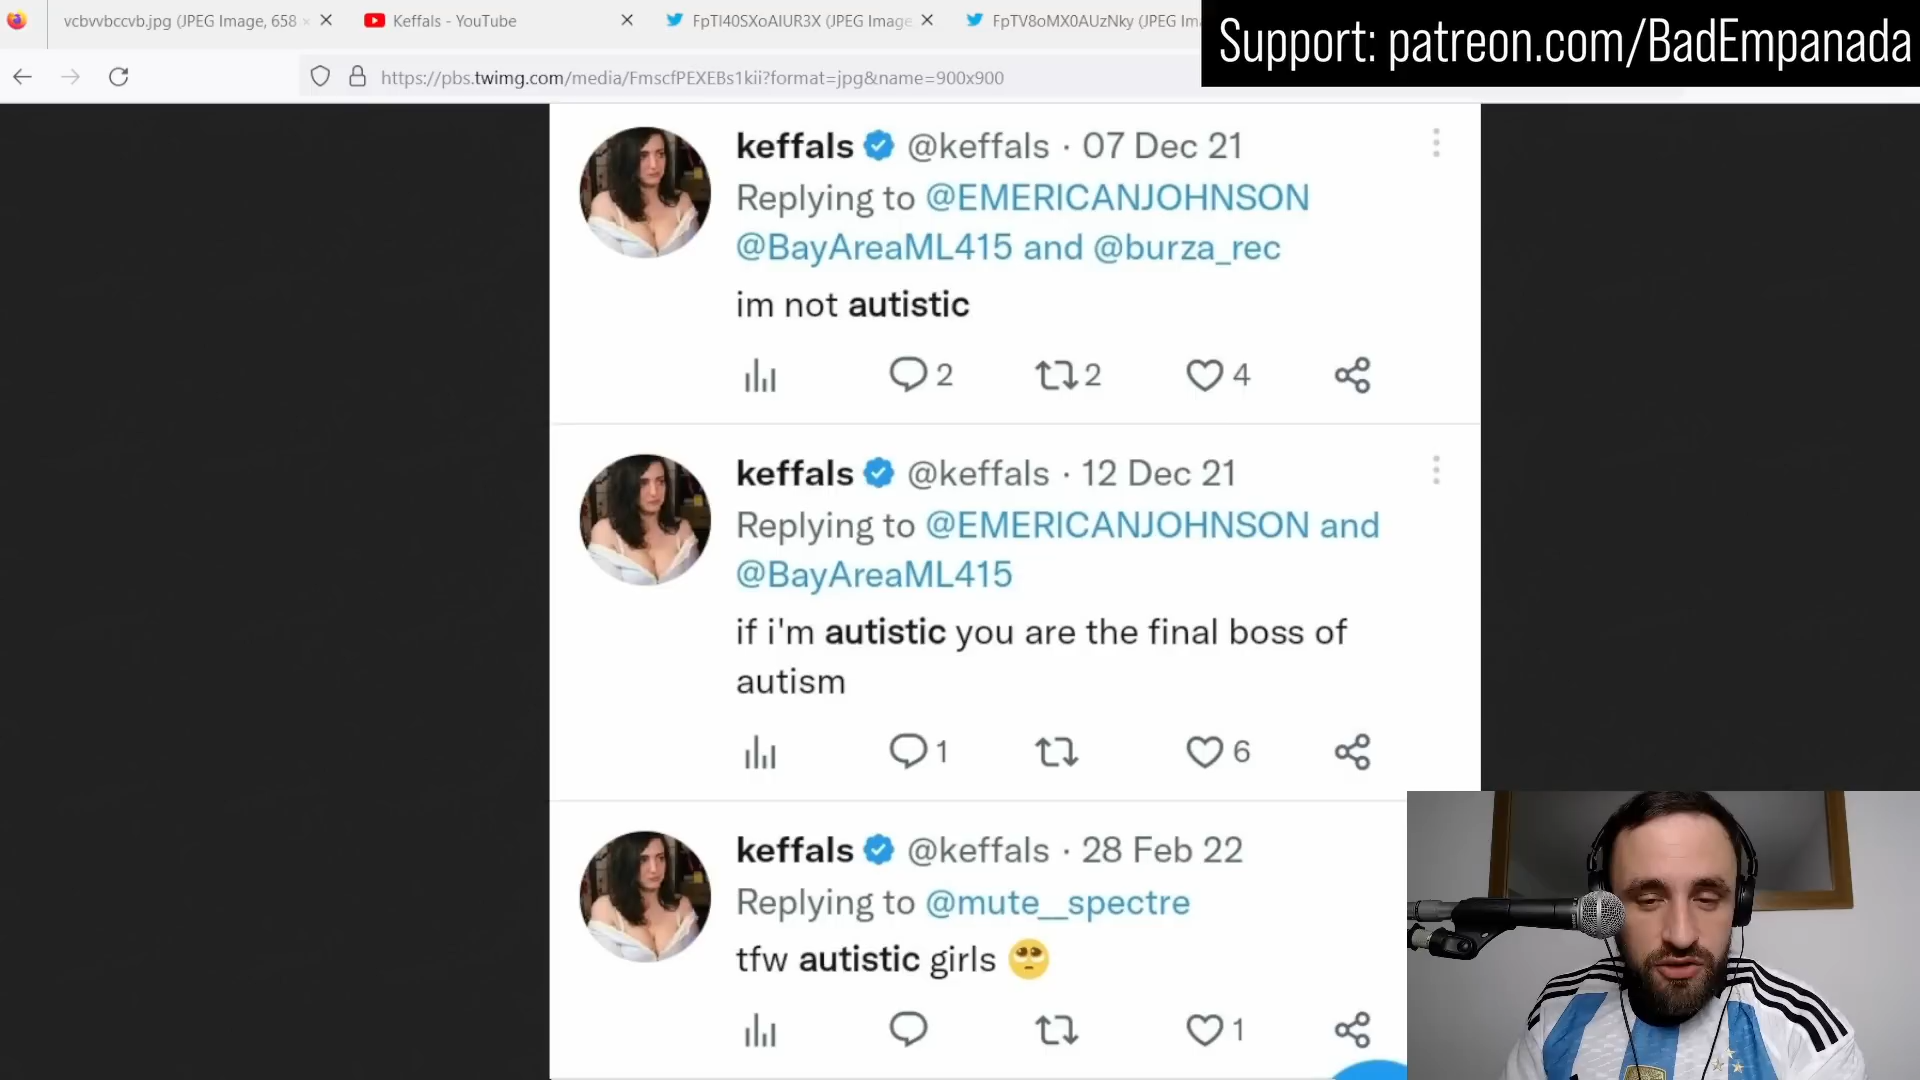 vcbvvbccvb.jpg (JPEG Image, 658
Keffals - YouTube
FpTI40SXoAIUR3X (JPEG Image
FpTV8oMX0AUzNky (JPEG Im
Support: patreon.com/BadEmpanada
https://pbs.twimg.com/media/FmscfPEXEBs1kii?format=jpg&name=900x900
keffals @keffals · 07 Dec 21
Replying to @EMERICANJOHNSON
@BayAreaML415 and @burza_rec
im not autistic
2 2 4
keffals @keffals · 12 Dec 21
Replying to @EMERICANJOHNSON and
@BayAreaML415
if i'm autistic you are the final boss of
autism
1 6
keffals @keffals · 28 Feb 22
Replying to @mute__spectre
tfw autistic girls 🥺
1